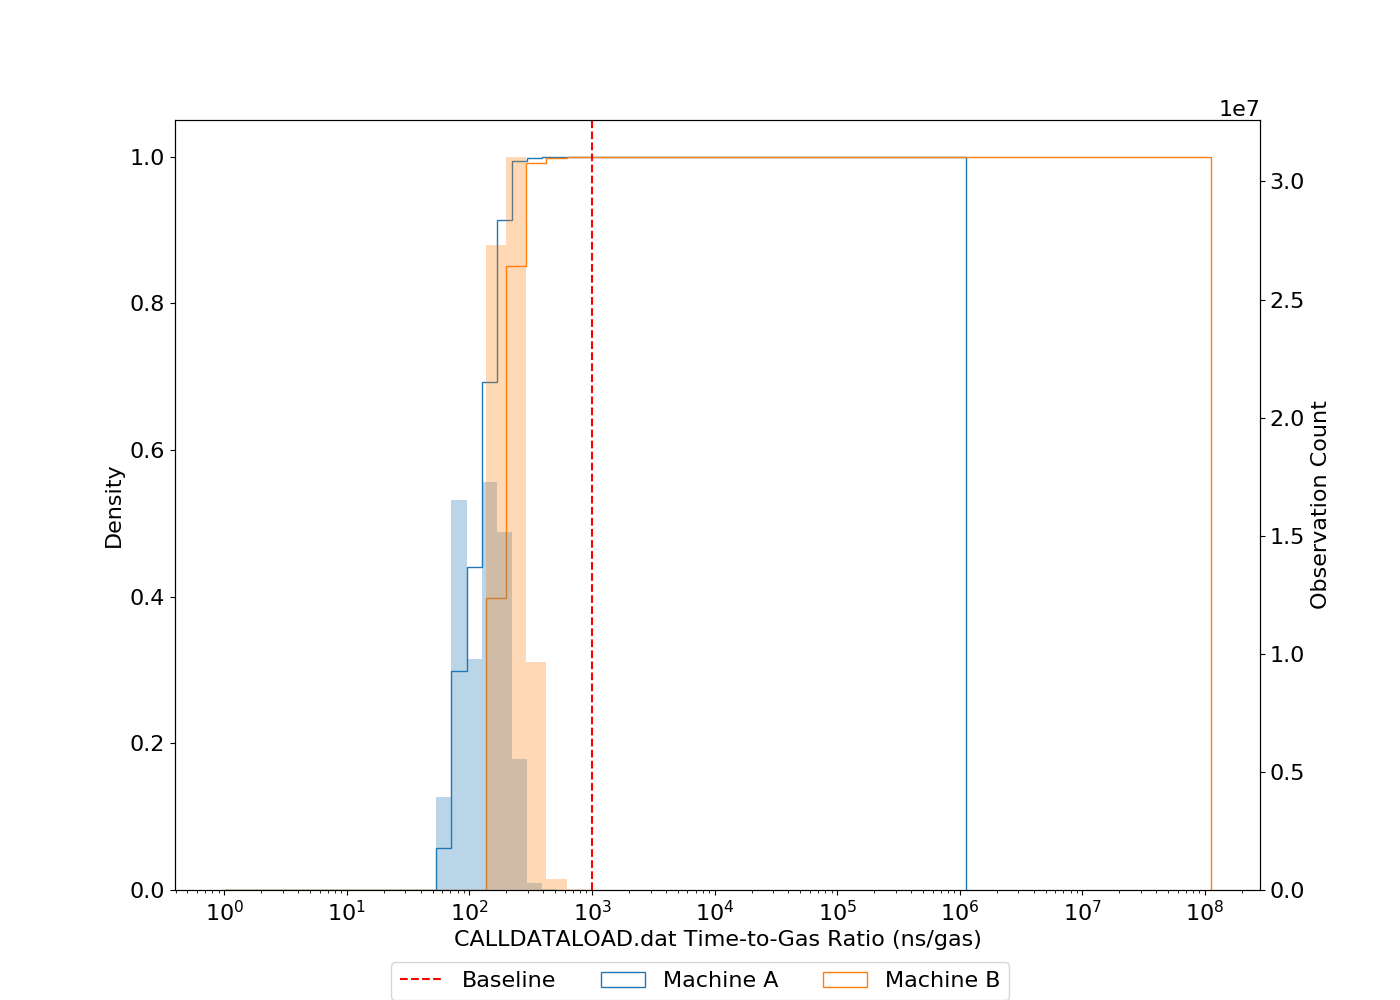 1e7
1.0
0.8
0.6
0.4
0.2
0.0
Density
3.0
2.5
2.0
1.5
1.0
0.5
0.0
Observation Count
10^0 10^1 10^2 10^3 10^4 10^5 10^6 10^7 10^8
CALLDATALOAD.dat Time-to-Gas Ratio (ns/gas)
Baseline Machine A Machine B